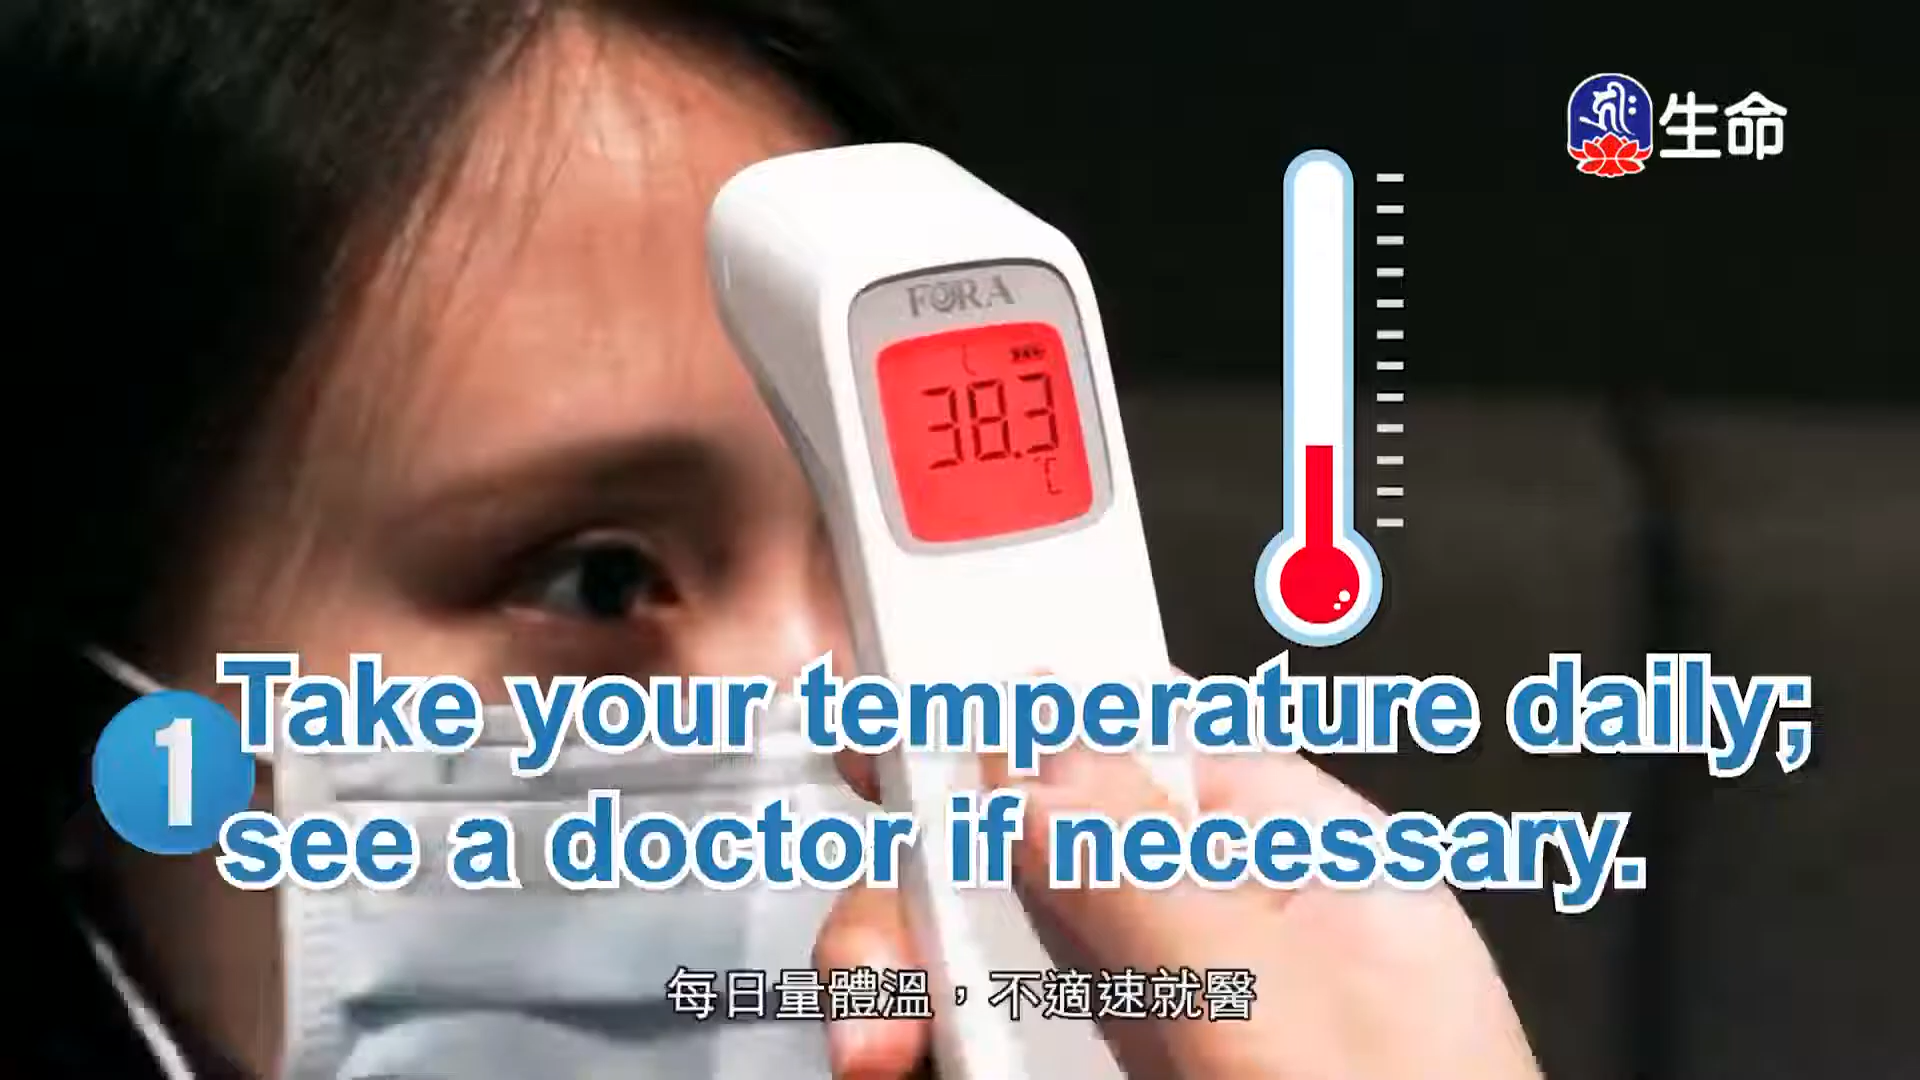 生命
FORA
38.3
℃
1
Take your temperature daily;
see a doctor if necessary.
每日量體溫，不適速就醫